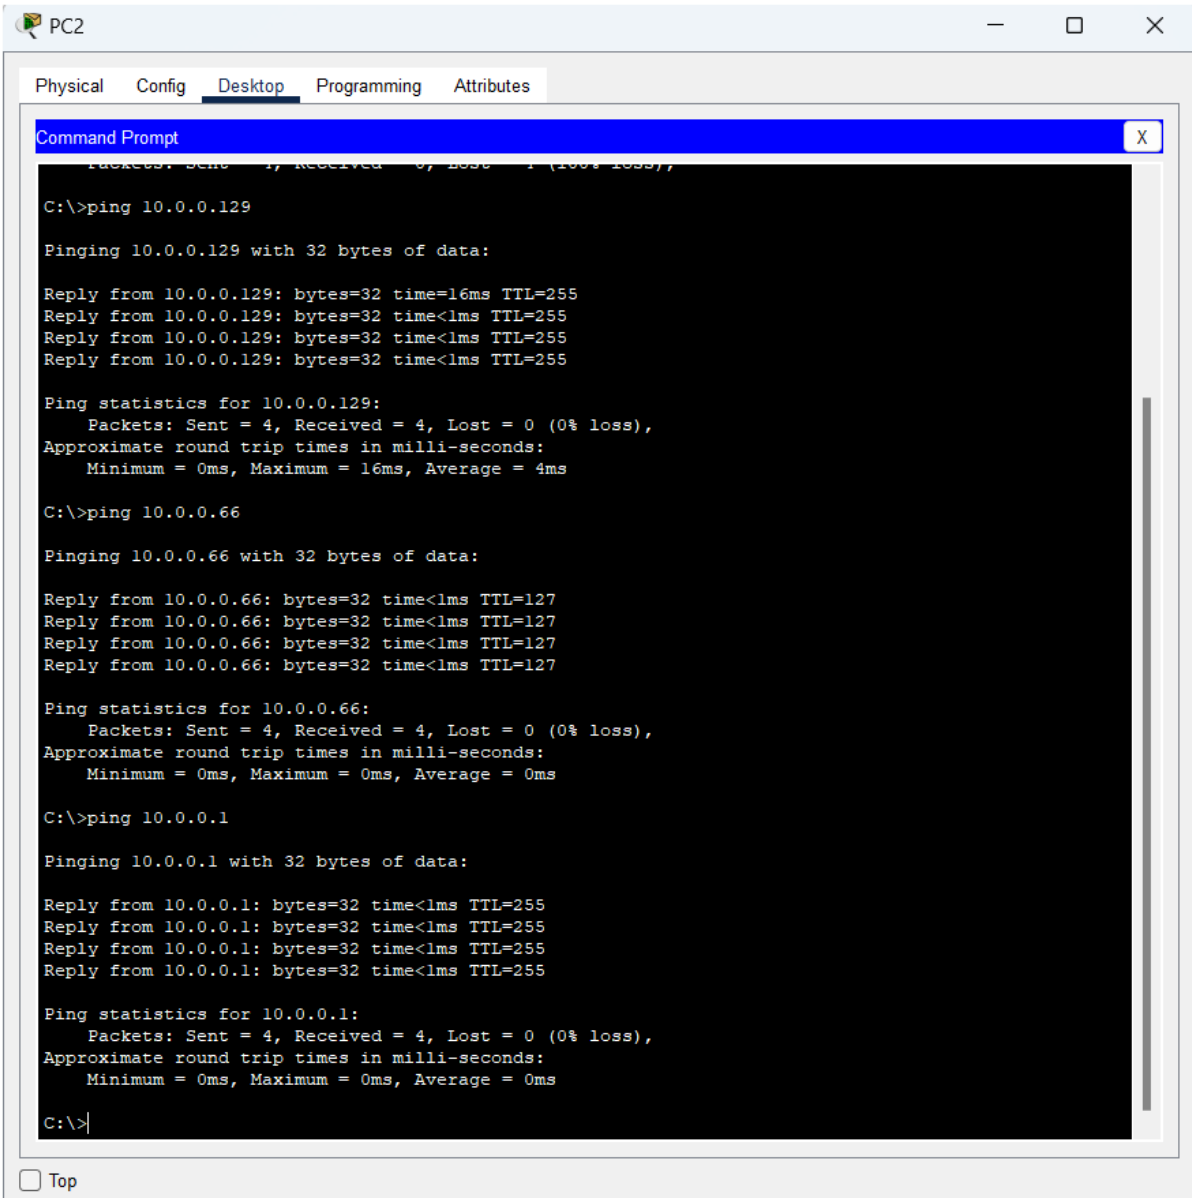 PC2
Physical Config Desktop Programming Attributes
Command Prompt
X
Packets: Sent = 4, Received = 0, Lost = 4 (100% loss),
C:\>ping 10.0.0.129
Pinging 10.0.0.129 with 32 bytes of data:
Reply from 10.0.0.129: bytes=32 time=16ms TTL=255
Reply from 10.0.0.129: bytes=32 time<1ms TTL=255
Reply from 10.0.0.129: bytes=32 time<1ms TTL=255
Reply from 10.0.0.129: bytes=32 time<1ms TTL=255
Ping statistics for 10.0.0.129:
Packets: Sent = 4, Received = 4, Lost = 0 (0% loss),
Approximate round trip times in milli-seconds:
Minimum = 0ms, Maximum = 16ms, Average = 4ms
C:\>ping 10.0.0.66
Pinging 10.0.0.66 with 32 bytes of data:
Reply from 10.0.0.66: bytes=32 time<1ms TTL=127
Reply from 10.0.0.66: bytes=32 time<1ms TTL=127
Reply from 10.0.0.66: bytes=32 time<1ms TTL=127
Reply from 10.0.0.66: bytes=32 time<1ms TTL=127
Ping statistics for 10.0.0.66:
Packets: Sent = 4, Received = 4, Lost = 0 (0% loss),
Approximate round trip times in milli-seconds:
Minimum = 0ms, Maximum = 0ms, Average = 0ms
C:\>ping 10.0.0.1
Pinging 10.0.0.1 with 32 bytes of data:
Reply from 10.0.0.1: bytes=32 time<1ms TTL=255
Reply from 10.0.0.1: bytes=32 time<1ms TTL=255
Reply from 10.0.0.1: bytes=32 time<1ms TTL=255
Reply from 10.0.0.1: bytes=32 time<1ms TTL=255
Ping statistics for 10.0.0.1:
Packets: Sent = 4, Received = 4, Lost = 0 (0% loss),
Approximate round trip times in milli-seconds:
Minimum = 0ms, Maximum = 0ms, Average = 0ms
C:\>
Top